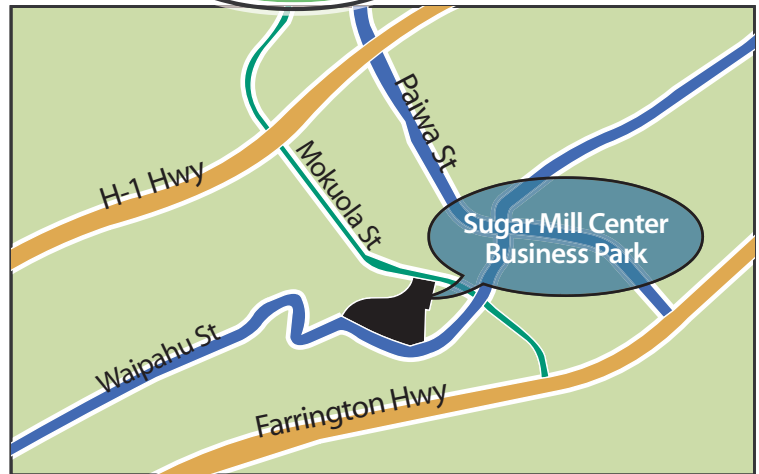 Paiwa St
H-1 Hwy
Mokuola St
Sugar Mill Center
Business Park
Waipahu St
Farrington Hwy